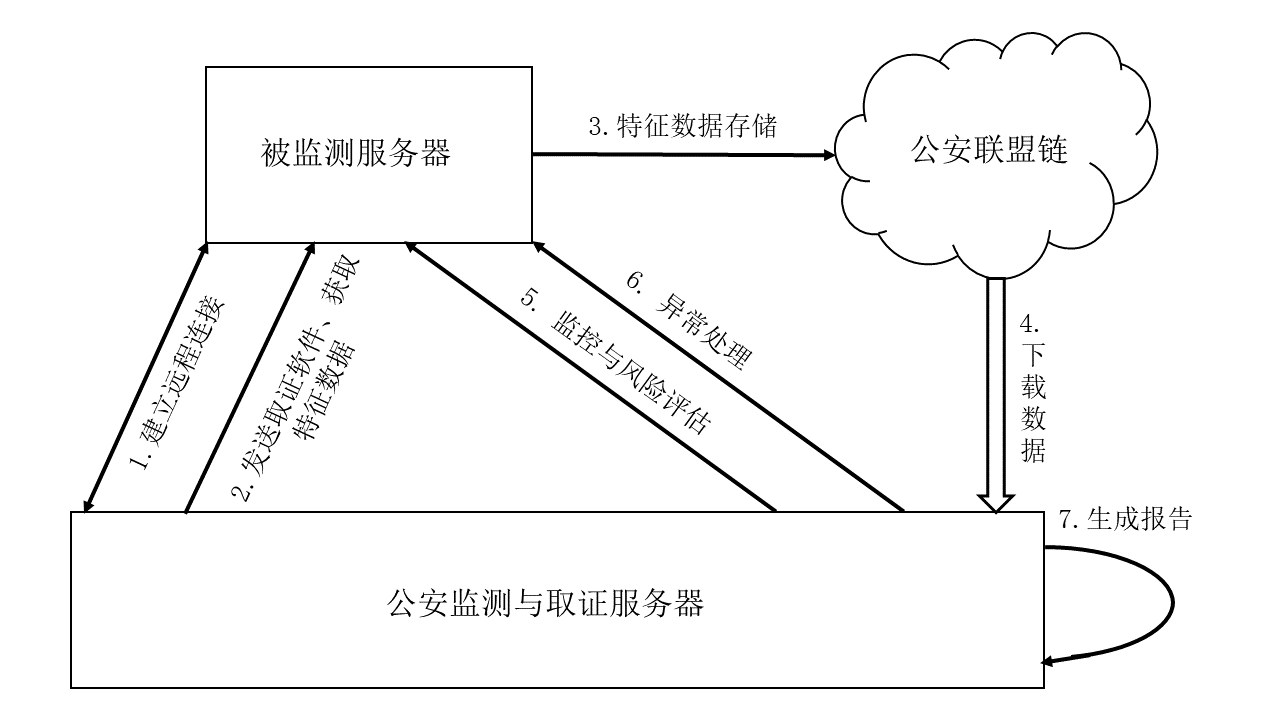 被监测服务器
3.特征数据存储
公安联盟链
1.建立远程连接
2.发送取证软件、获取
特征数据
5. 监控与风险评估
6. 异常处理
4.
下
载
数
据
7.生成报告
公安监测与取证服务器